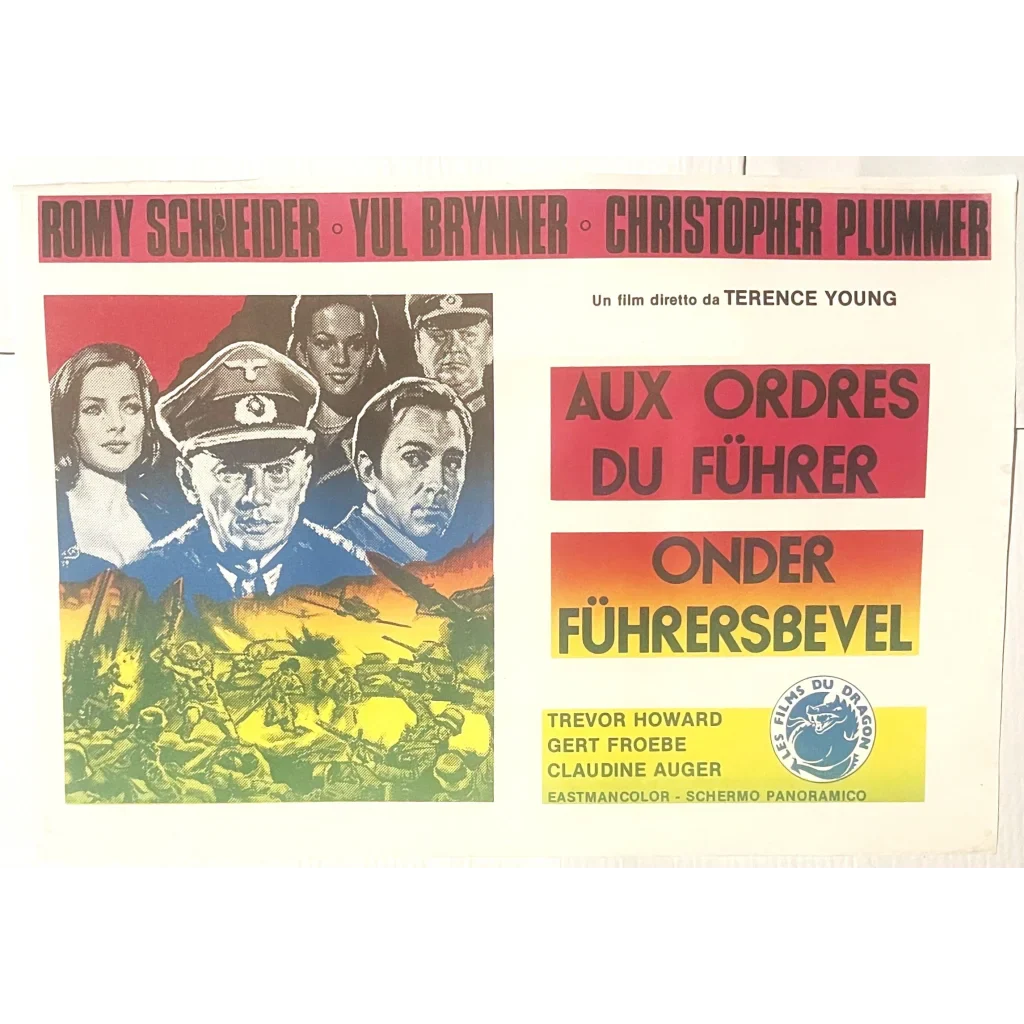 ROMY SCHNEIDER ∘ YUL BRYNNER ∘ CHRISTOPHER PLUMMER
Un film diretto da TERENCE YOUNG
AUX ORDRES
DU FÜHRER
ONDER
FÜHRERSBEVEL
TREVOR HOWARD
GERT FROEBE
CLAUDINE AUGER
EASTMANCOLOR - SCHERMO PANORAMICO
LES FILMS DU DRAGON